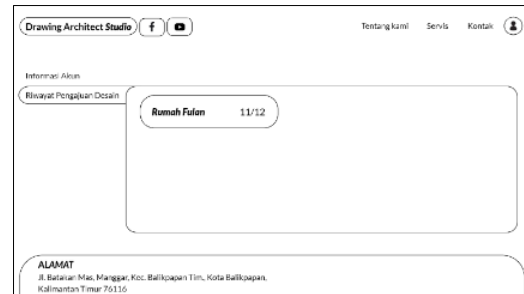 Drawing Architect Studio
Tentang kami Servis Kontak
Informasi Akun
Riwayat Pengajuan Desain
Rumah Fulan 11/12
ALAMAT
Jl. Batakan Mas, Manggar, Kec. Balikpapan Tim., Kota Balikpapan,
Kalimantan Timur 76116